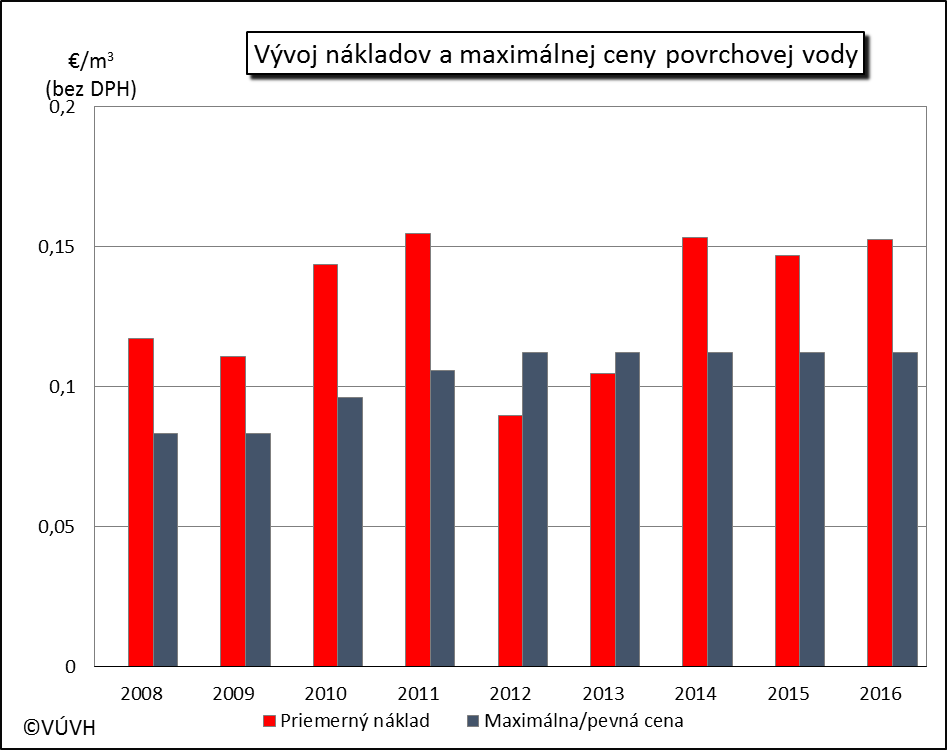 Vývoj nákladov a maximálnej ceny povrchovej vody
€/m³
(bez DPH)
0,2
0,15
0,1
0,05
0
2008 2009 2010 2011 2012 2013 2014 2015 2016
Priemerný náklad Maximálna/pevná cena
©VÚVH